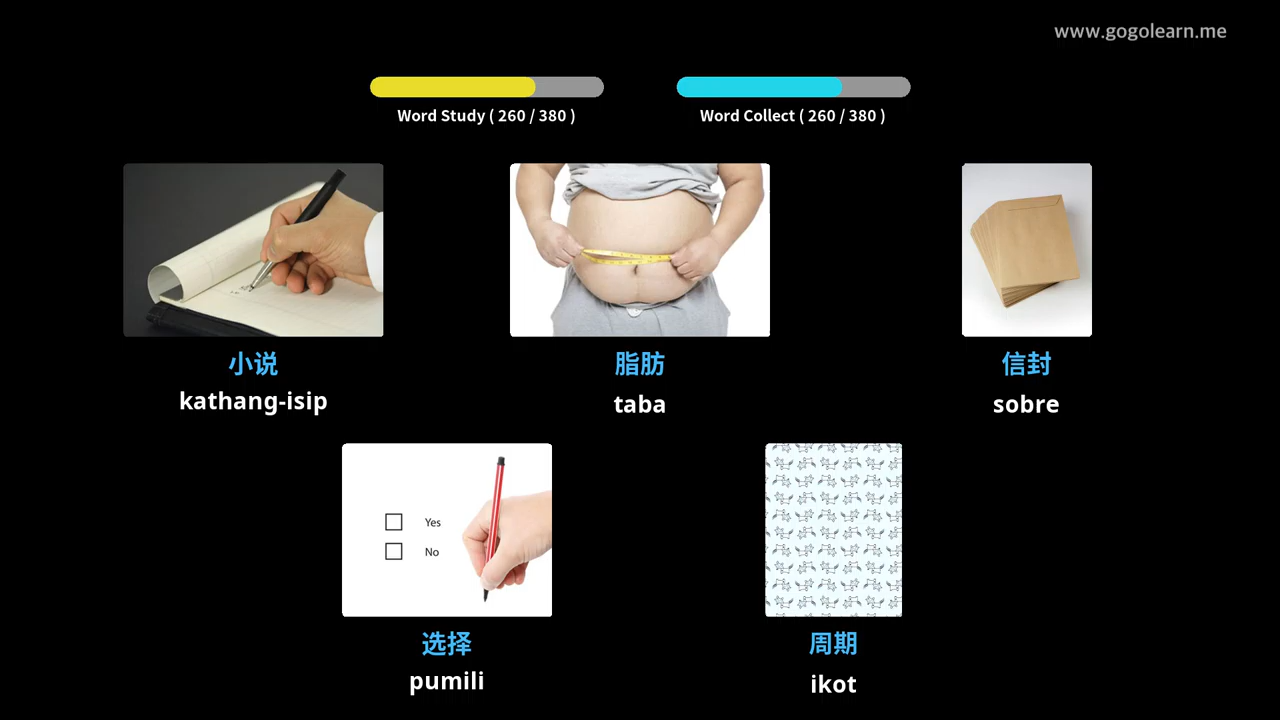 www.gogolearn.me
Word Study ( 260 / 380 )
Word Collect ( 260 / 380 )
小说
kathang-isip
脂肪
taba
信封
sobre
Yes
No
选择
pumili
周期
ikot